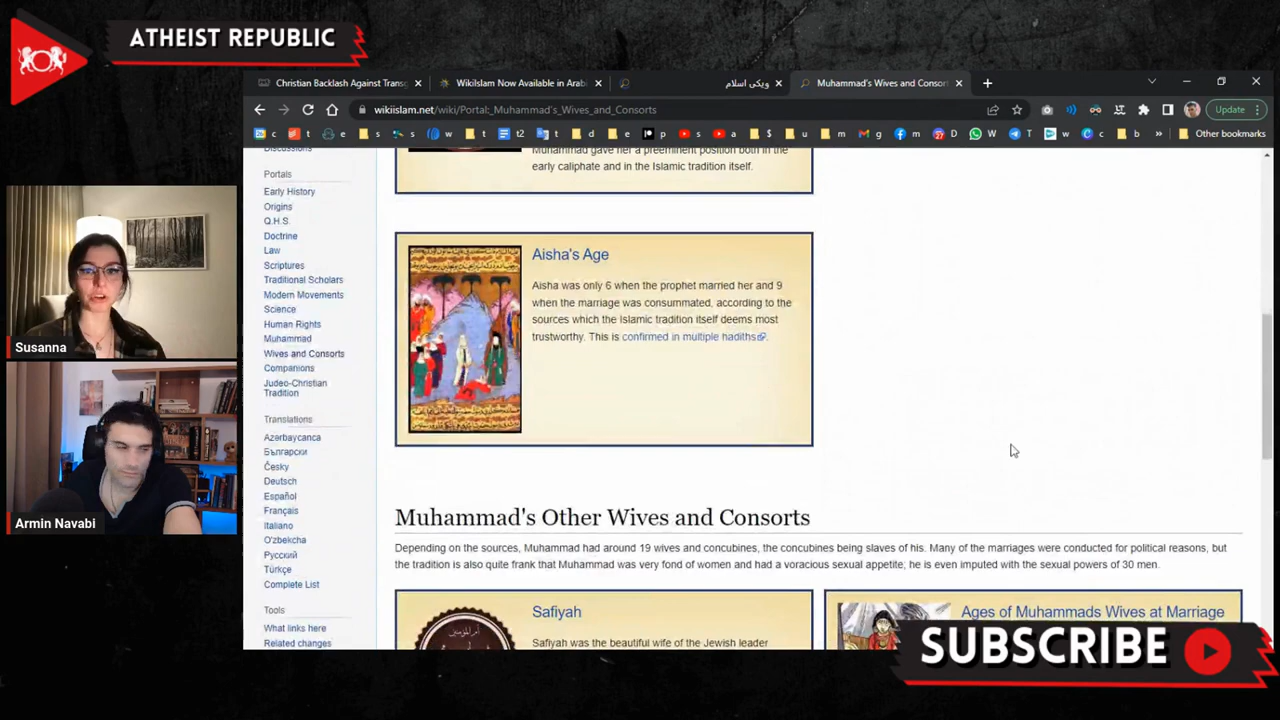 ATHEIST REPUBLIC
Christian Backlash Against Transg
WikiIslam Now Available in Arab
ویکی اسلام
Muhammad's Wives and Consort
wikiislam.net/wiki/Portal:_Muhammad's_Wives_and_Consorts
Update
c t e s s w t t2 d e p s a $ u m g f m D W T w c b » Other bookmarks
Discussions
Portals
Early History
Origins
Q.H.S.
Doctrine
Law
Scriptures
Traditional Scholars
Modern Movements
Science
Human Rights
Muhammad
Wives and Consorts
Companions
Judeo-Christian
Tradition
Translations
Azərbaycanca
Български
Česky
Deutsch
Español
Français
Italiano
O'zbekcha
Русский
Türkçe
Complete List
Tools
What links here
Related changes
Muhammad gave her a preeminent position both in the
early caliphate and in the Islamic tradition itself.
Aisha's Age
Aisha was only 6 when the prophet married her and 9
when the marriage was consummated, according to the
sources which the Islamic tradition itself deems most
trustworthy. This is confirmed in multiple hadiths.
Muhammad's Other Wives and Consorts
Depending on the sources, Muhammad had around 19 wives and concubines, the concubines being slaves of his. Many of the marriages were conducted for political reasons, but
the tradition is also quite frank that Muhammad was very fond of women and had a voracious sexual appetite; he is even imputed with the sexual powers of 30 men.
Safiyah
Safiyah was the beautiful wife of the Jewish leader
Ages of Muhammads Wives at Marriage
Susanna
Armin Navabi
SUBSCRIBE